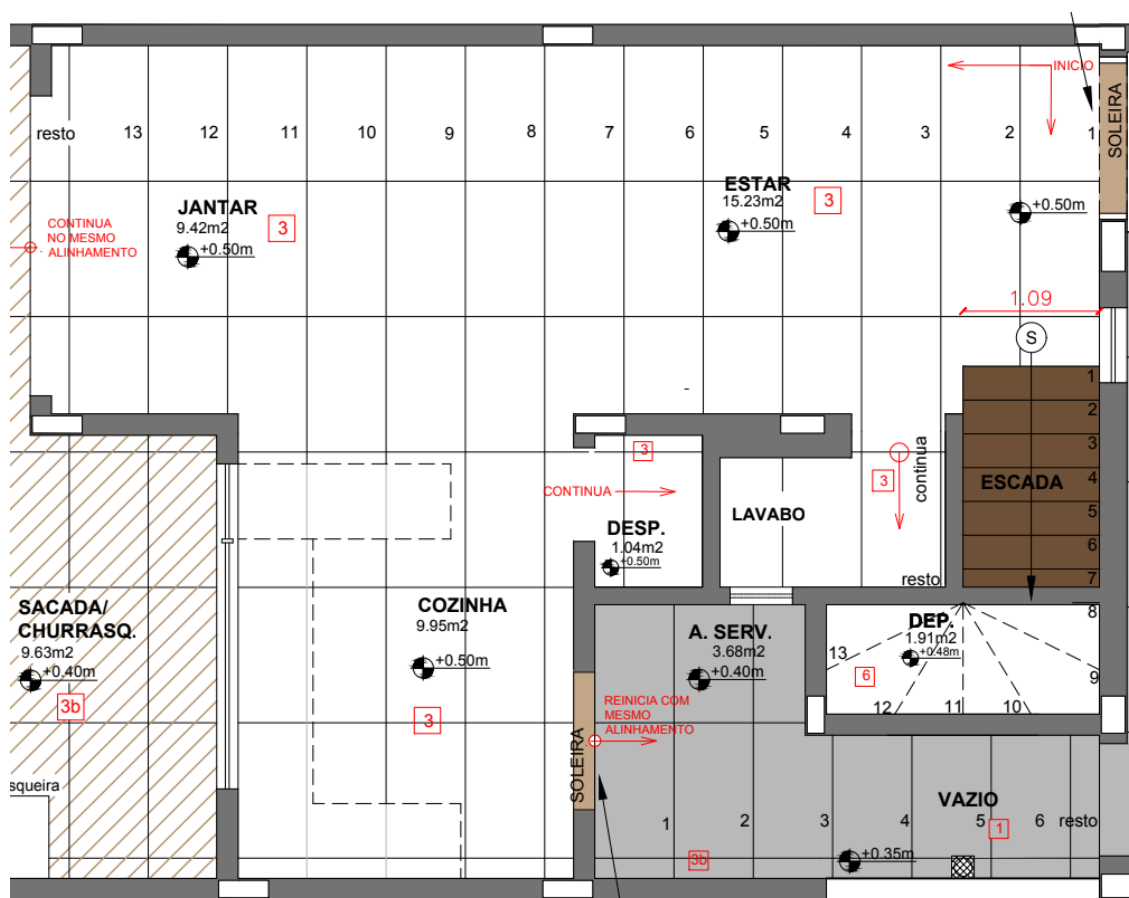 INICIO
SOLEIRA
resto 13 12 11 10 9 8 7 6 5 4 3 2 1
JANTAR
9.42m2
3
+0.50m
ESTAR
15.23m2
3
+0.50m
+0.50m
CONTINUA
NO MESMO
ALINHAMENTO
1.09
S
1
2
3
4
5
6
7
ESCADA
3
CONTINUA
DESP.
1.04m2
+0.50m
LAVABO
3
continua
resto
SACADA/
CHURRASQ.
9.63m2
+0.40m
3b
squeira
COZINHA
9.95m2
+0.50m
3
A. SERV.
3.68m2
+0.40m
DEP.
1.91m2
+0.48m
6
8
9
10
11
12
13
REINICIA COM
MESMO
ALINHAMENTO
SOLEIRA
VAZIO
1
1 2 3 4 5 6 resto
3b
+0.35m